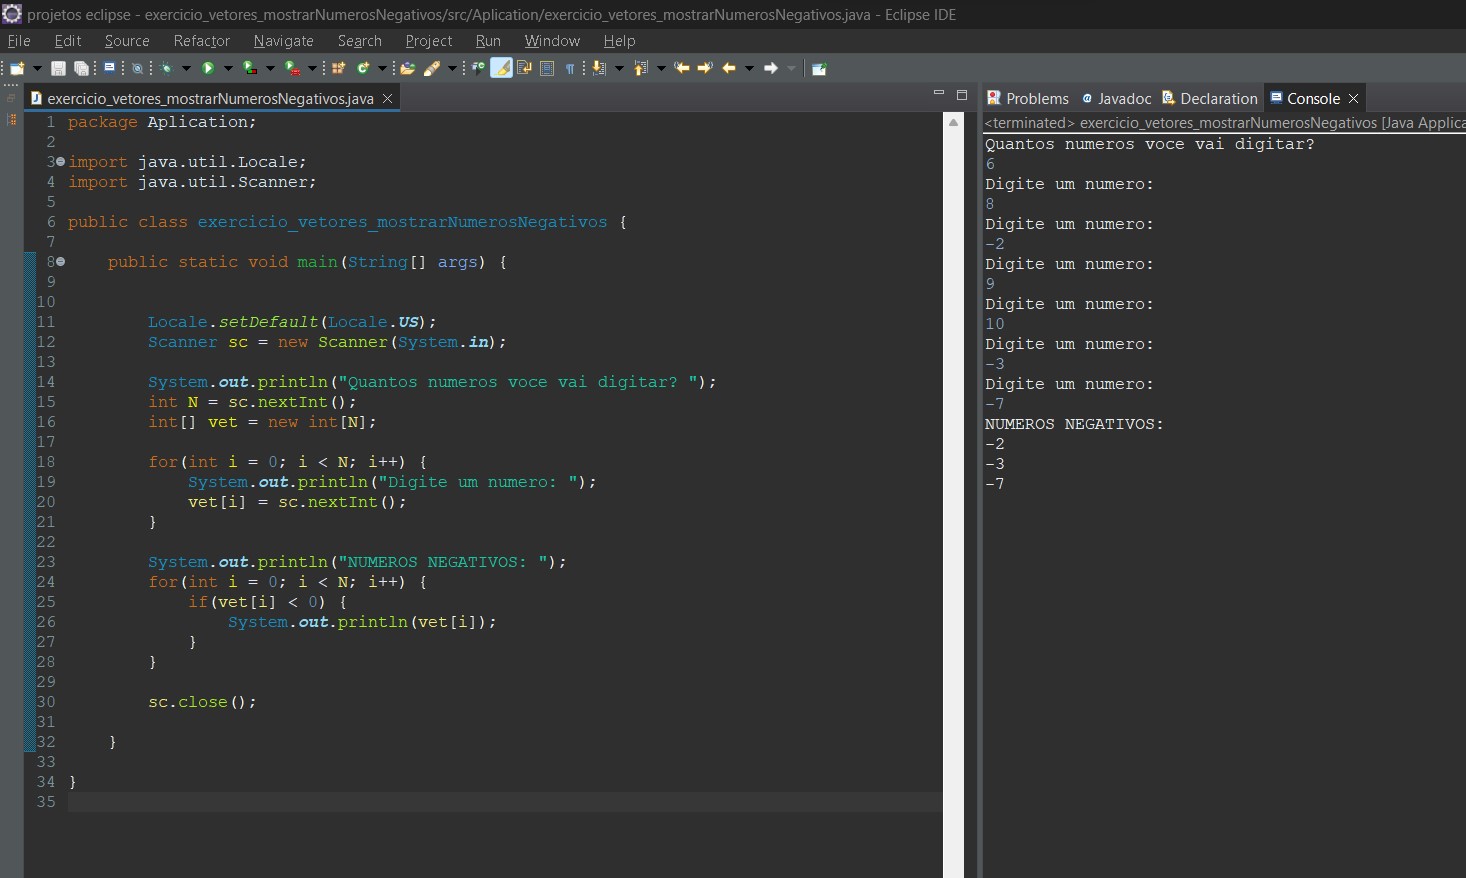 projetos eclipse - exercicio_vetores_mostrarNumerosNegativos/src/Aplication/exercicio_vetores_mostrarNumerosNegativos.java - Eclipse IDE
File Edit Source Refactor Navigate Search Project Run Window Help
exercicio_vetores_mostrarNumerosNegativos.java
1 package Aplication;
2
3 import java.util.Locale;
4 import java.util.Scanner;
5
6 public class exercicio_vetores_mostrarNumerosNegativos {
7
8     public static void main(String[] args) {
9
10
11         Locale.setDefault(Locale.US);
12         Scanner sc = new Scanner(System.in);
13
14         System.out.println("Quantos numeros voce vai digitar? ");
15         int N = sc.nextInt();
16         int[] vet = new int[N];
17
18         for(int i = 0; i < N; i++) {
19             System.out.println("Digite um numero: ");
20             vet[i] = sc.nextInt();
21         }
22
23         System.out.println("NUMEROS NEGATIVOS: ");
24         for(int i = 0; i < N; i++) {
25             if(vet[i] < 0) {
26                 System.out.println(vet[i]);
27             }
28         }
29
30         sc.close();
31
32     }
33
34 }
35
Problems Javadoc Declaration Console
<terminated> exercicio_vetores_mostrarNumerosNegativos [Java Applica
Quantos numeros voce vai digitar?
6
Digite um numero:
8
Digite um numero:
-2
Digite um numero:
9
Digite um numero:
10
Digite um numero:
-3
Digite um numero:
-7
NUMEROS NEGATIVOS:
-2
-3
-7